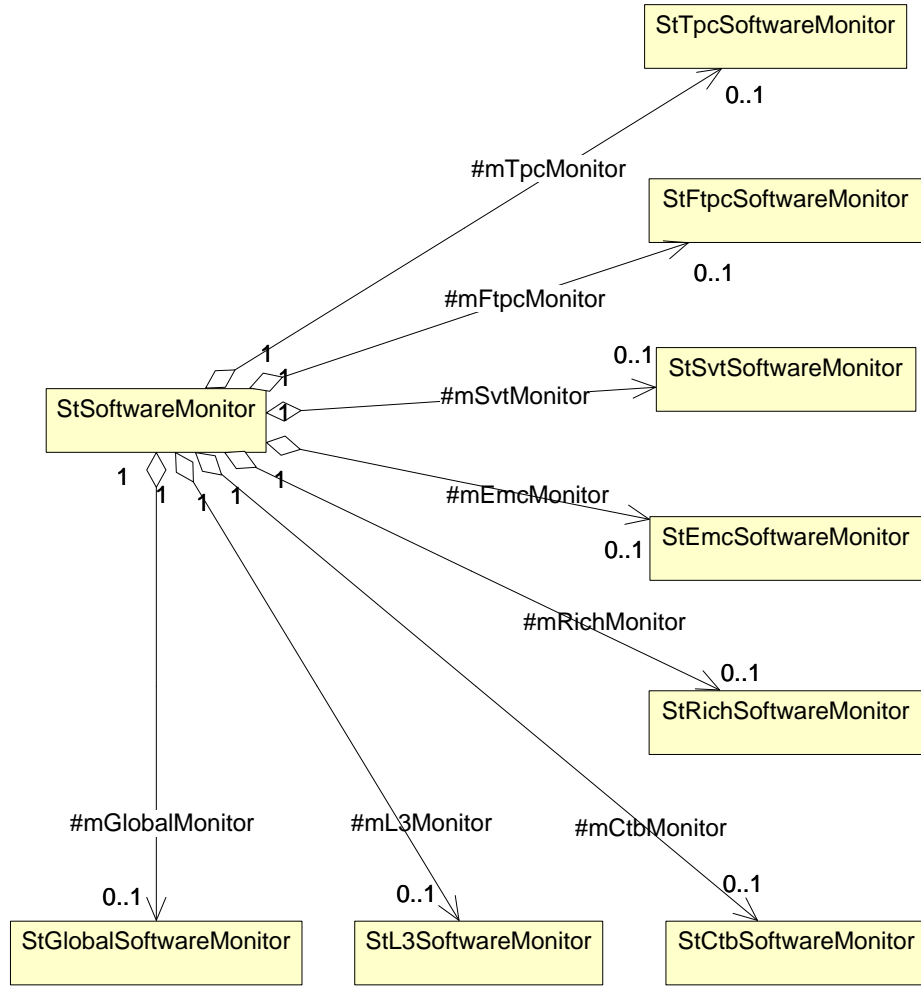 StTpcSoftwareMonitor
0..1
#mTpcMonitor
StFtpcSoftwareMonitor
0..1
#mFtpcMonitor
1
0..1
StSvtSoftwareMonitor
1
#mSvtMonitor
StSoftwareMonitor
1
1
1
1
1
1
1
#mEmcMonitor
StEmcSoftwareMonitor
0..1
#mRichMonitor
0..1
StRichSoftwareMonitor
#mGlobalMonitor
#mL3Monitor
#mCtbMonitor
0..1
0..1
0..1
StGlobalSoftwareMonitor
StL3SoftwareMonitor
StCtbSoftwareMonitor